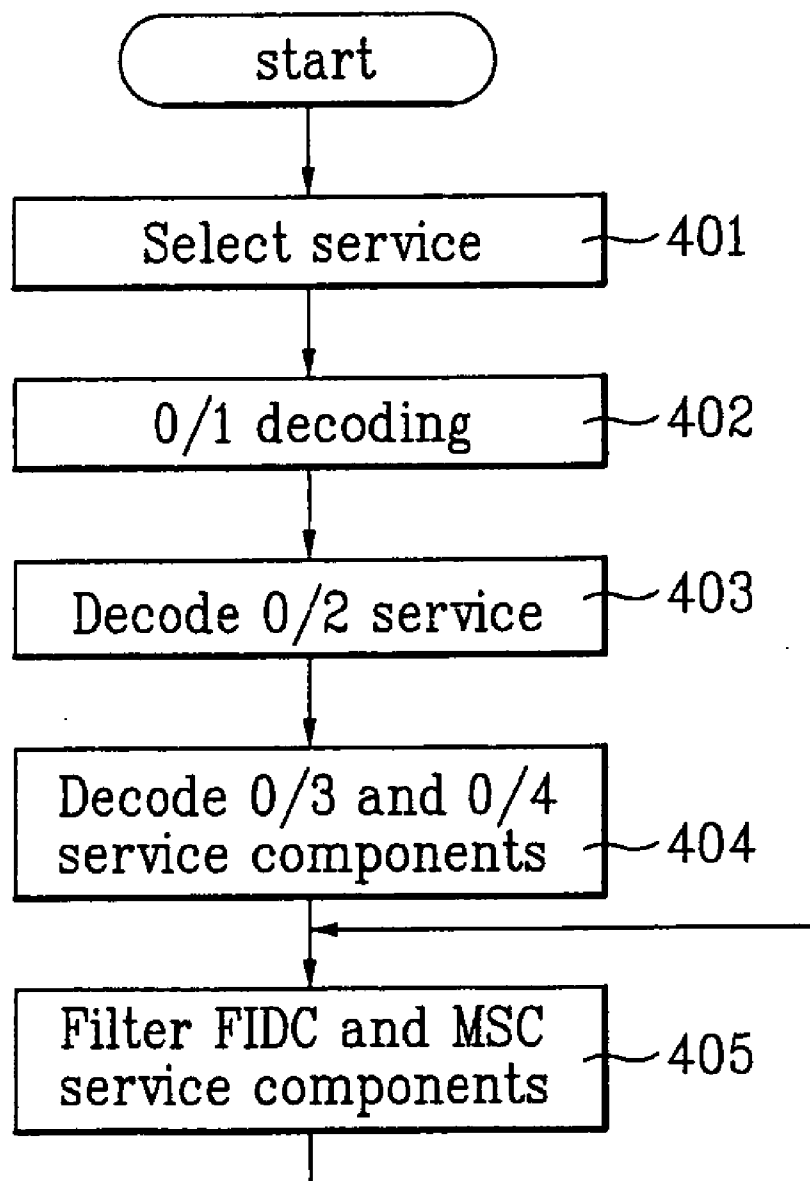 start
Select service
401
0/1 decoding
402
Decode 0/2 service
403
Decode 0/3 and 0/4
service components
404
Filter FIDC and MSC
service components
405